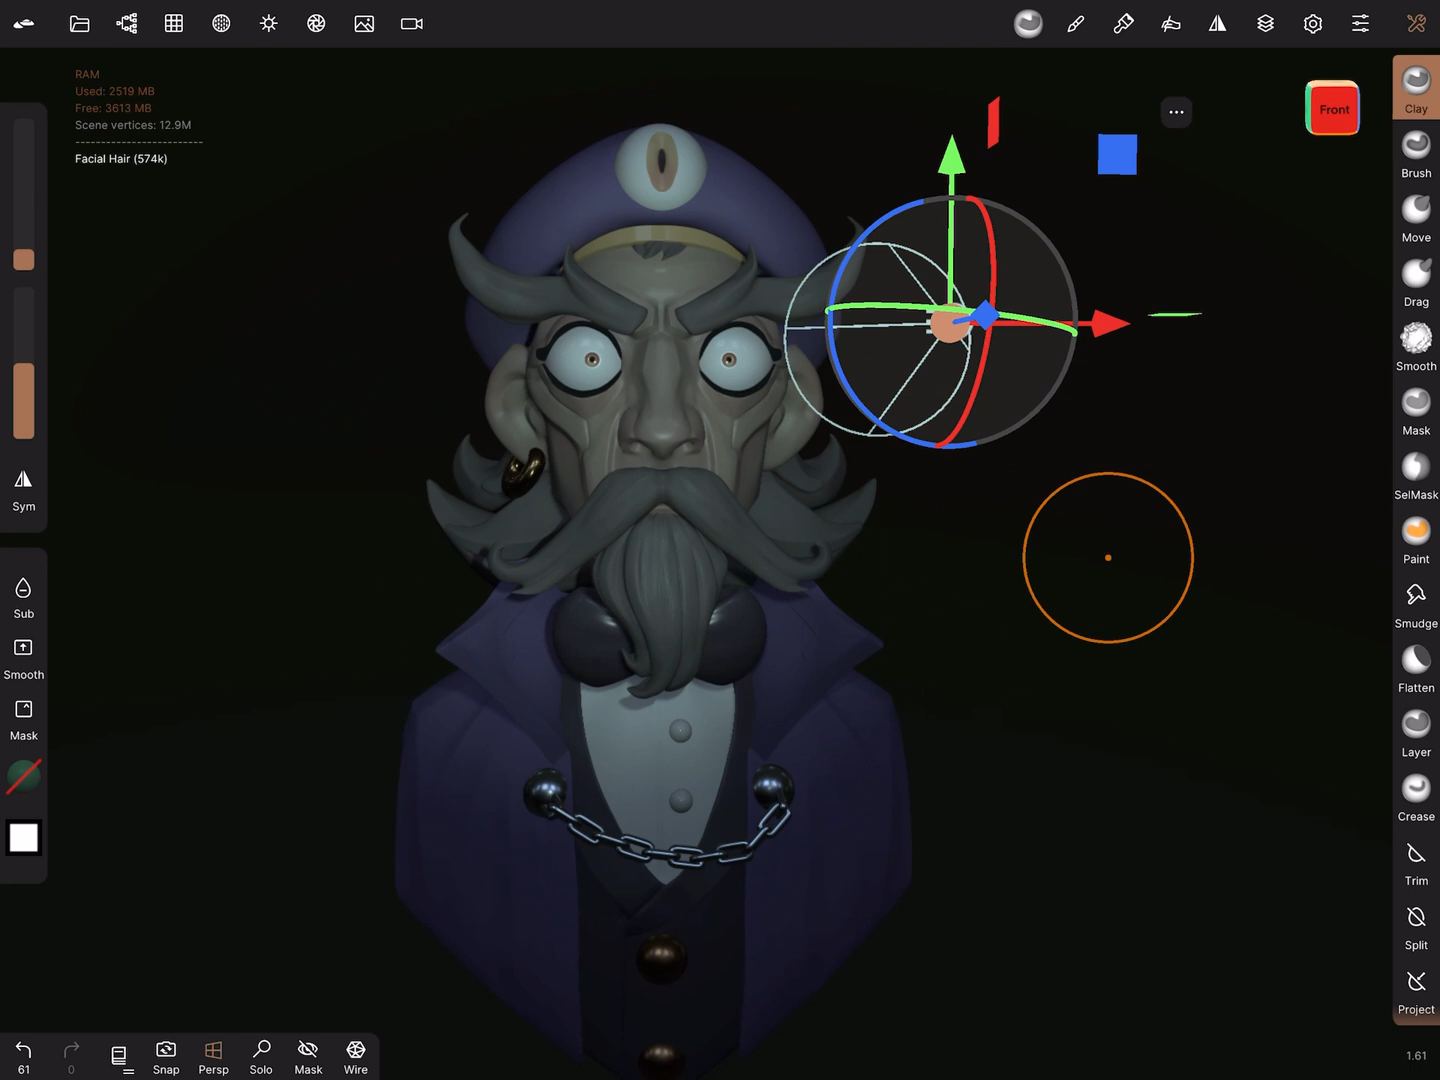 RAM
Used: 2519 MB
Free: 3613 MB
Scene vertices: 12.9M
--------------------------
Facial Hair (574k)
Front
Clay
Brush
Move
Drag
Smooth
Mask
SelMask
Paint
Smudge
Flatten
Layer
Crease
Trim
Split
Project
Sym
Sub
Smooth
Mask
61
0
Snap
Persp
Solo
Mask
Wire
1.61